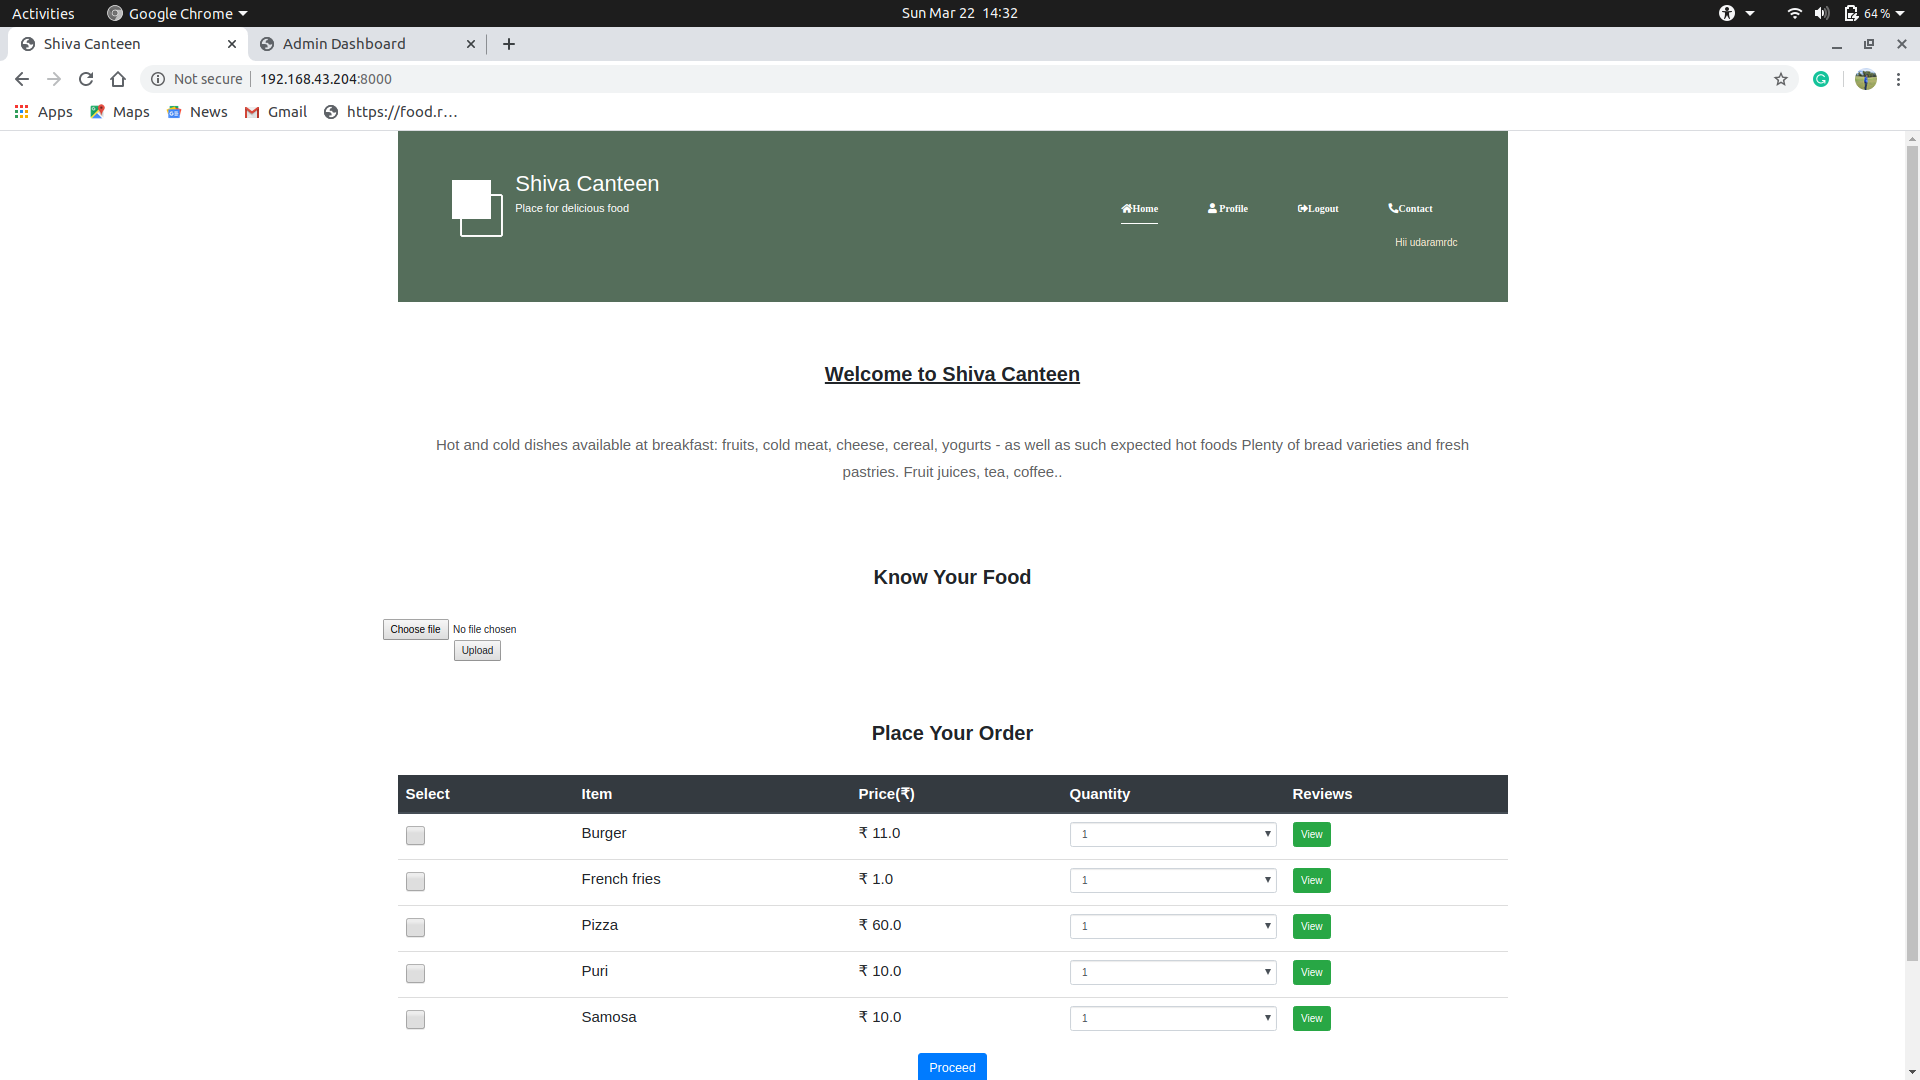 Activities Google Chrome Sun Mar 22 14:32 64 %
Shiva Canteen Admin Dashboard
Not secure 192.168.43.204:8000
Apps Maps News Gmail https://food.r…
Shiva Canteen
Place for delicious food
Home Profile Logout Contact
Hii udaramrdc
Welcome to Shiva Canteen
Hot and cold dishes available at breakfast: fruits, cold meat, cheese, cereal, yogurts - as well as such expected hot foods Plenty of bread varieties and fresh
pastries. Fruit juices, tea, coffee..
Know Your Food
Choose file No file chosen
Upload
Place Your Order
Select Item Price(₹) Quantity Reviews
Burger ₹ 11.0 1 View
French fries ₹ 1.0 1 View
Pizza ₹ 60.0 1 View
Puri ₹ 10.0 1 View
Samosa ₹ 10.0 1 View
Proceed